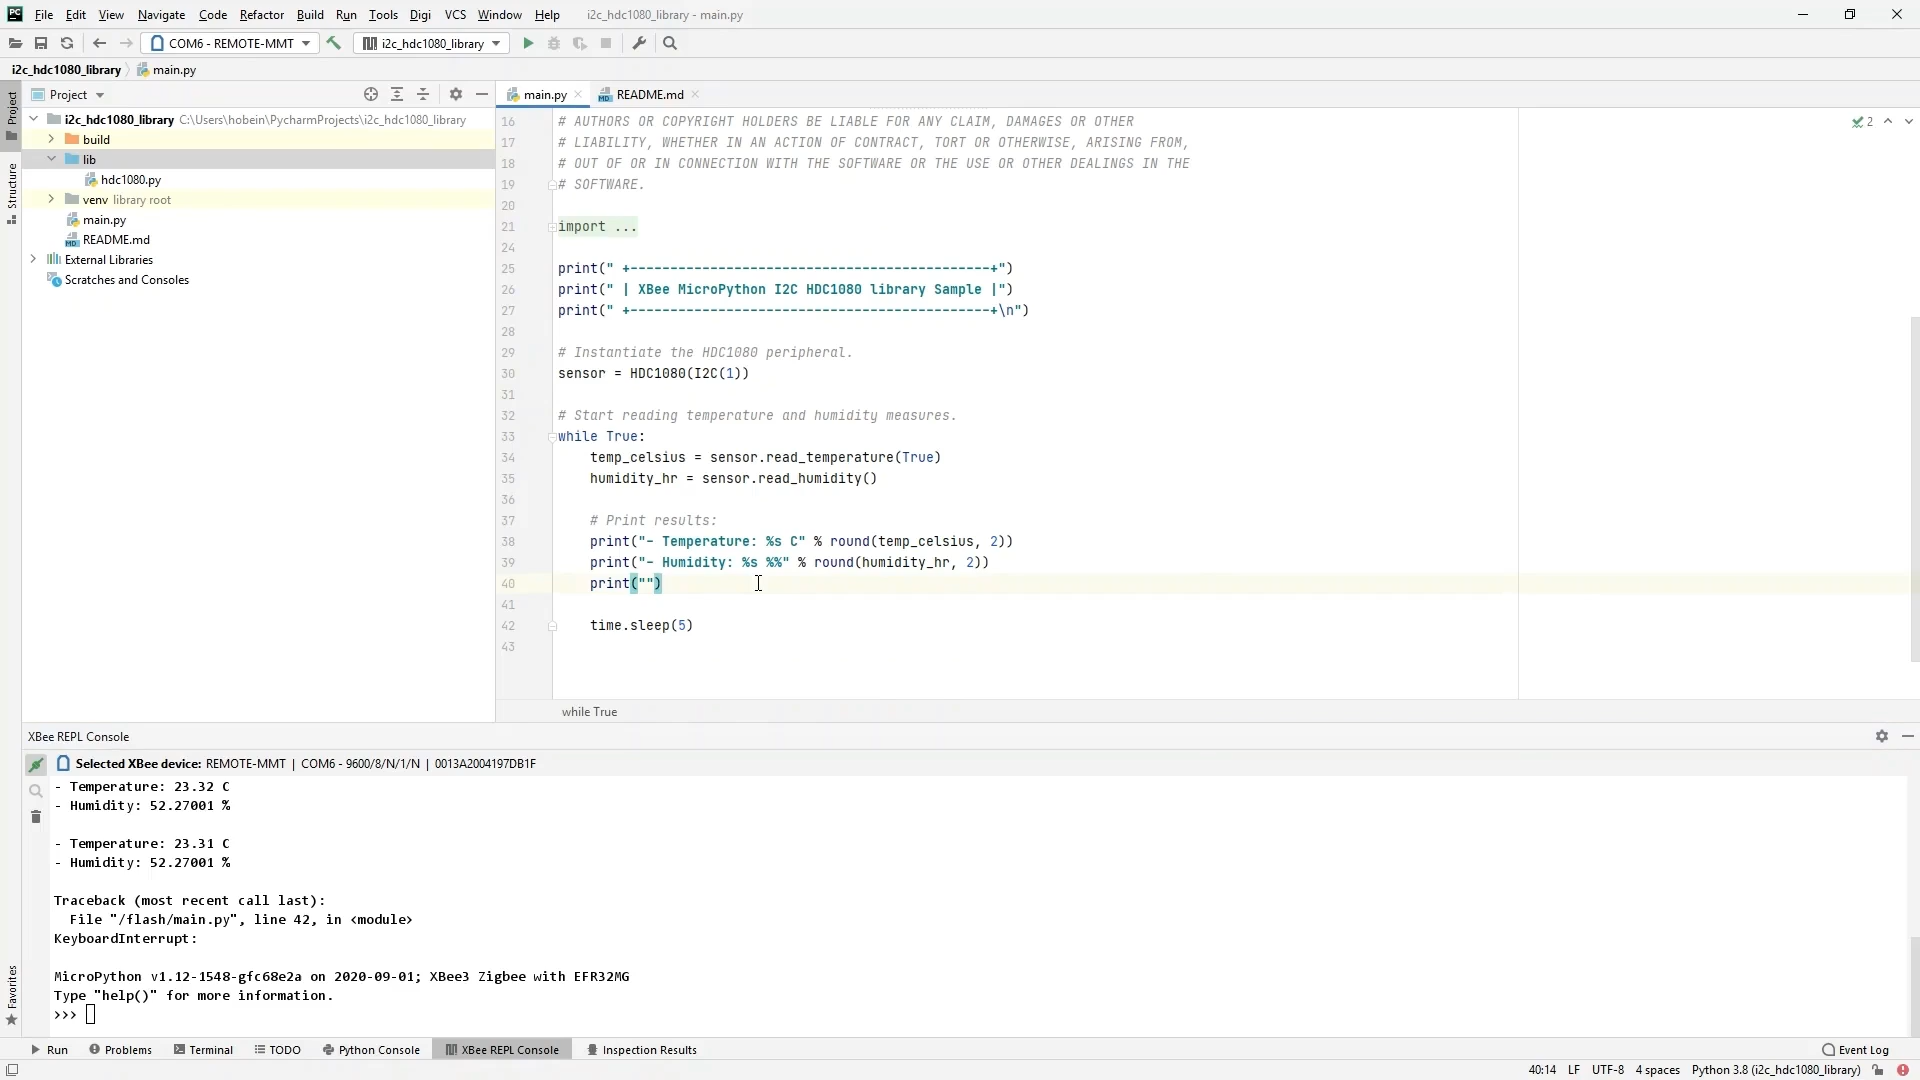 PC File Edit View Navigate Code Refactor Build Run Tools Digi VCS Window Help i2c_hdc1080_library - main.py
COM6 - REMOTE-MMT i2c_hdc1080_library
i2c_hdc1080_library main.py
Project
main.py README.md
i2c_hdc1080_library C:\Users\hobein\PycharmProjects\i2c_hdc1080_library
build
lib
hdc1080.py
venv library root
main.py
README.md
External Libraries
Scratches and Consoles
Project
Structure
Favorites
16 # AUTHORS OR COPYRIGHT HOLDERS BE LIABLE FOR ANY CLAIM, DAMAGES OR OTHER
2
17 # LIABILITY, WHETHER IN AN ACTION OF CONTRACT, TORT OR OTHERWISE, ARISING FROM,
18 # OUT OF OR IN CONNECTION WITH THE SOFTWARE OR THE USE OR OTHER DEALINGS IN THE
19 # SOFTWARE.
20
21 import ...
24
25 print(" +---------------------------------------------+")
26 print(" | XBee MicroPython I2C HDC1080 library Sample |")
27 print(" +---------------------------------------------+\n")
28
29 # Instantiate the HDC1080 peripheral.
30 sensor = HDC1080(I2C(1))
31
32 # Start reading temperature and humidity measures.
33 while True:
34 temp_celsius = sensor.read_temperature(True)
35 humidity_hr = sensor.read_humidity()
36
37 # Print results:
38 print("- Temperature: %s C" % round(temp_celsius, 2))
39 print("- Humidity: %s %%" % round(humidity_hr, 2))
40 print("")
41
42 time.sleep(5)
43
while True
XBee REPL Console
Selected XBee device: REMOTE-MMT | COM6 - 9600/8/N/1/N | 0013A2004197DB1F
- Temperature: 23.32 C
- Humidity: 52.27001 %
- Temperature: 23.31 C
- Humidity: 52.27001 %
Traceback (most recent call last):
File "/flash/main.py", line 42, in <module>
KeyboardInterrupt:
MicroPython v1.12-1548-gfc68e2a on 2020-09-01; XBee3 Zigbee with EFR32MG
Type "help()" for more information.
>>>
Run Problems Terminal TODO Python Console XBee REPL Console Inspection Results Event Log
40:14 LF UTF-8 4 spaces Python 3.8 (i2c_hdc1080_library)